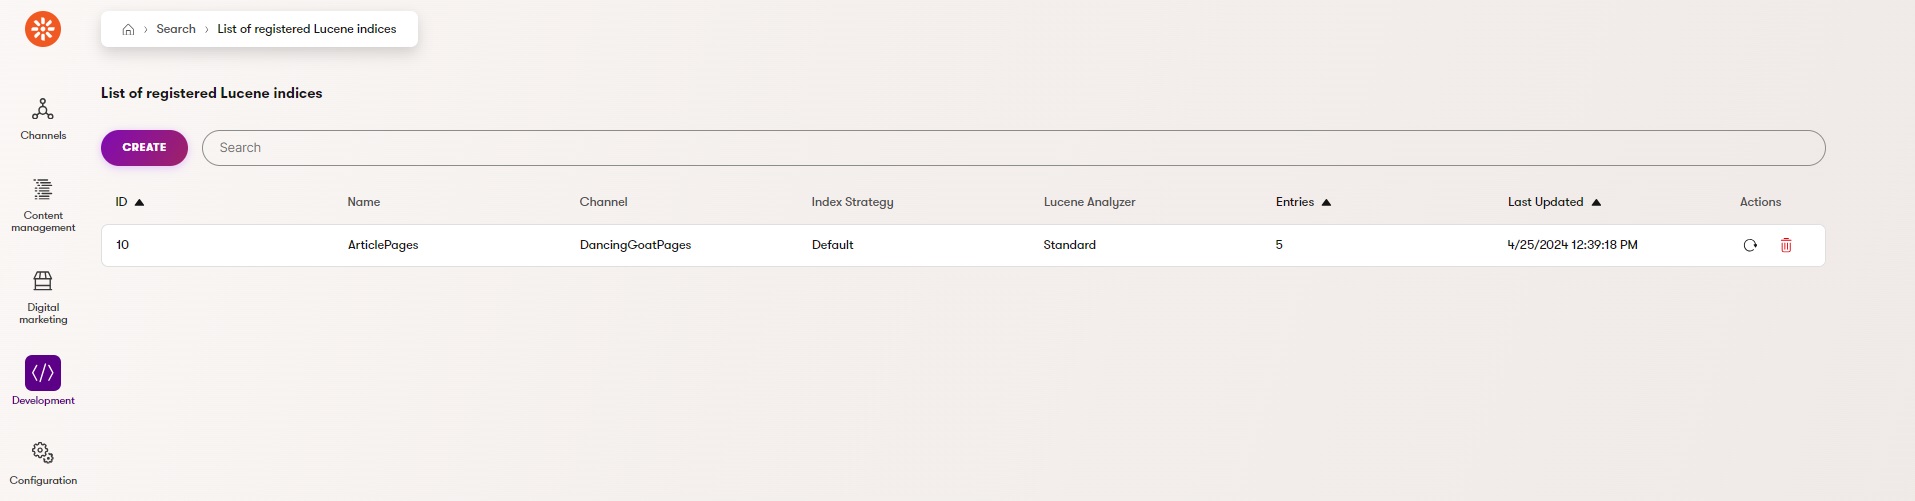 Search
List of registered Lucene indices
List of registered Lucene indices
CREATE
Search
ID Name Channel Index Strategy Lucene Analyzer Entries Last Updated Actions
10 ArticlePages DancingGoatPages Default Standard 5 4/25/2024 12:39:18 PM
Channels
Content
management
Digital
marketing
Development
Configuration